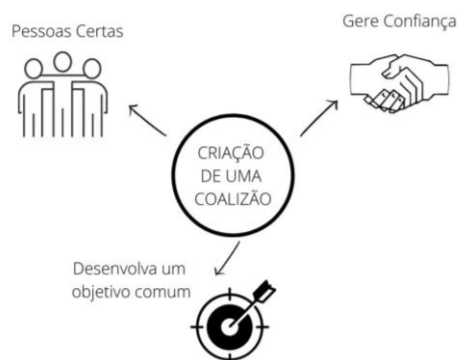 Pessoas Certas
Gere Confiança
CRIAÇÃO
DE UMA
COALIZÃO
Desenvolva um
objetivo comum